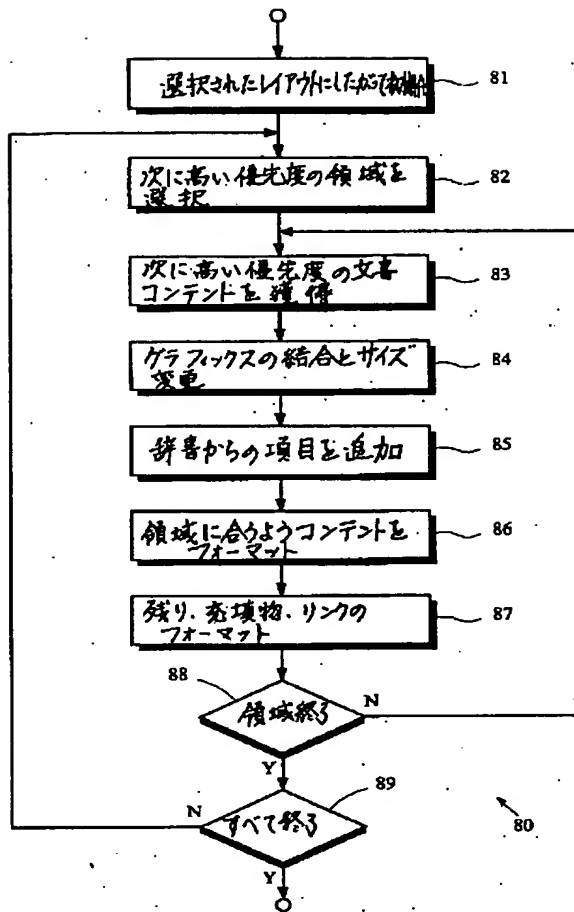 選択されたレイアウトにしたがって初期化
81
次に高い優先度の領域を
選択
82
次に高い優先度の文書
コンテントを獲得
83
グラフィックスの結合とサイズ
変更
84
辞書からの項目を追加
85
領域に合うようコンテントを
フォーマット
86
残り、充填物、リンクの
フォーマット
87
88
領域終了
N
Y
89
すべて終了
N
Y
80